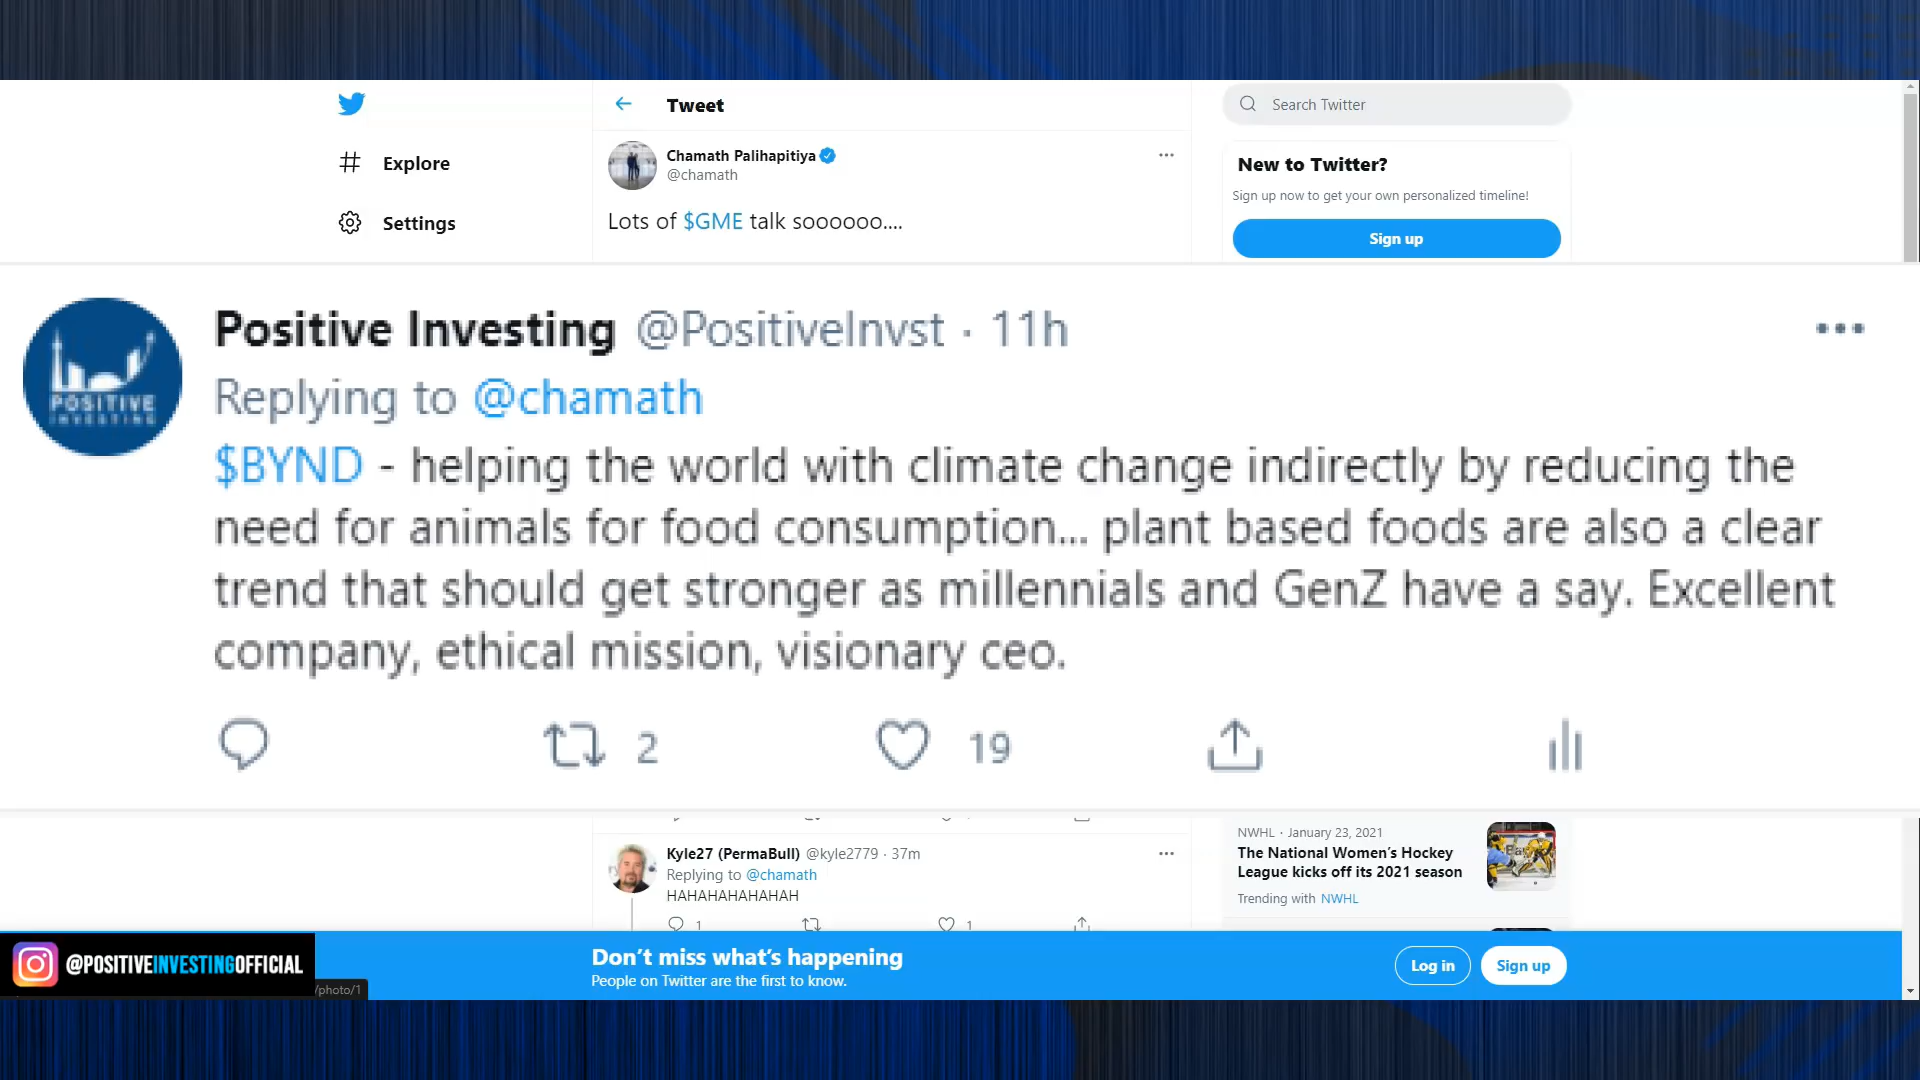 Tweet
Search Twitter
Explore
Settings
Chamath Palihapitiya
@chamath
Lots of $GME talk soooooo....
New to Twitter?
Sign up now to get your own personalized timeline!
Sign up
POSITIVE
INVESTING
Positive Investing @PositiveInvst · 11h
Replying to @chamath
$BYND - helping the world with climate change indirectly by reducing the
need for animals for food consumption... plant based foods are also a clear
trend that should get stronger as millennials and GenZ have a say. Excellent
company, ethical mission, visionary ceo.
2
19
Kyle27 (PermaBull) @kyle2779 · 37m
Replying to @chamath
HAHAHAHAHAHAH
1
1
NWHL · January 23, 2021
The National Women's Hockey
League kicks off its 2021 season
Trending with NWHL
Don't miss what's happening
People on Twitter are the first to know.
Log in
Sign up
@POSITIVEINVESTINGOFFICIAL
/photo/1